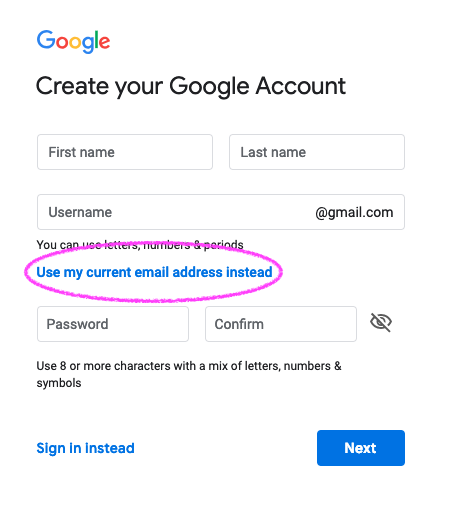 Google
Create your Google Account
First name
Last name
Username
@gmail.com
You can use letters, numbers & periods
Use my current email address instead
Password
Confirm
Use 8 or more characters with a mix of letters, numbers &
symbols
Sign in instead
Next